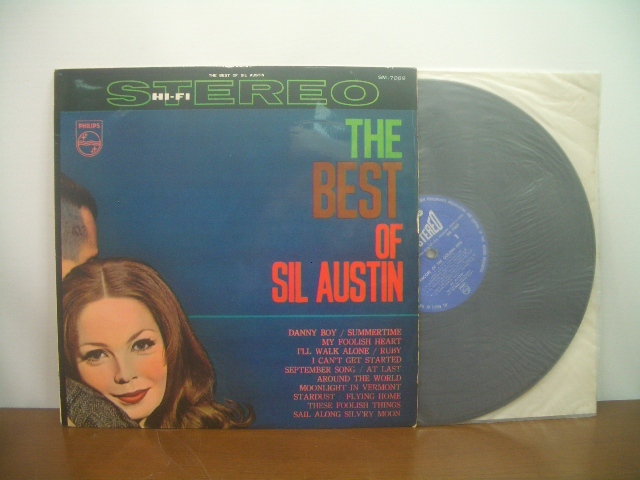 THE BEST OF SIL AUSTIN
STEREO
HI-FI
PHILIPS
THE
BEST
OF
SIL AUSTIN
DANNY BOY / SUMMERTIME
MY FOOLISH HEART
I'LL WALK ALONE / RUBY
I CAN'T GET STARTED
SEPTEMBER SONG / AT LAST
AROUND THE WORLD
MOONLIGHT IN VERMONT
STARDUST / FLYING HOME
THESE FOOLISH THINGS
SAIL ALONG SILV'RY MOON
STEREO